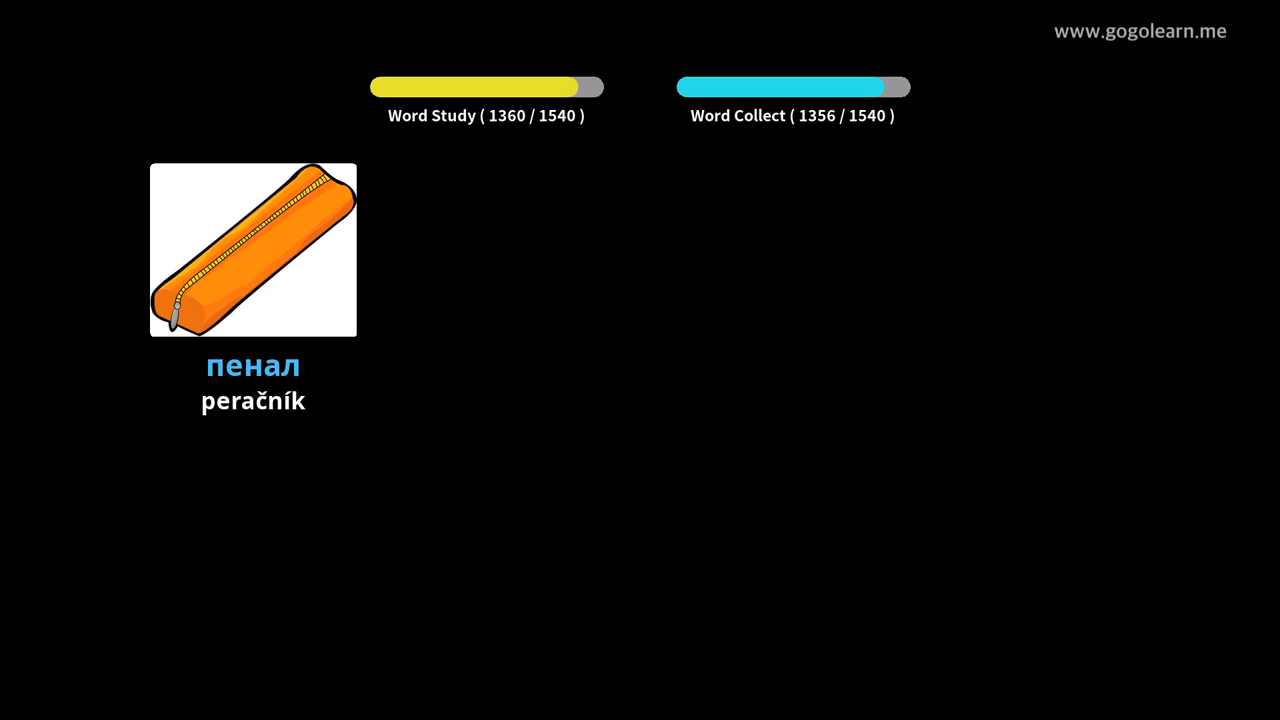 www.gogolearn.me
Word Study ( 1360 / 1540 )
Word Collect ( 1356 / 1540 )
пенал
peračník